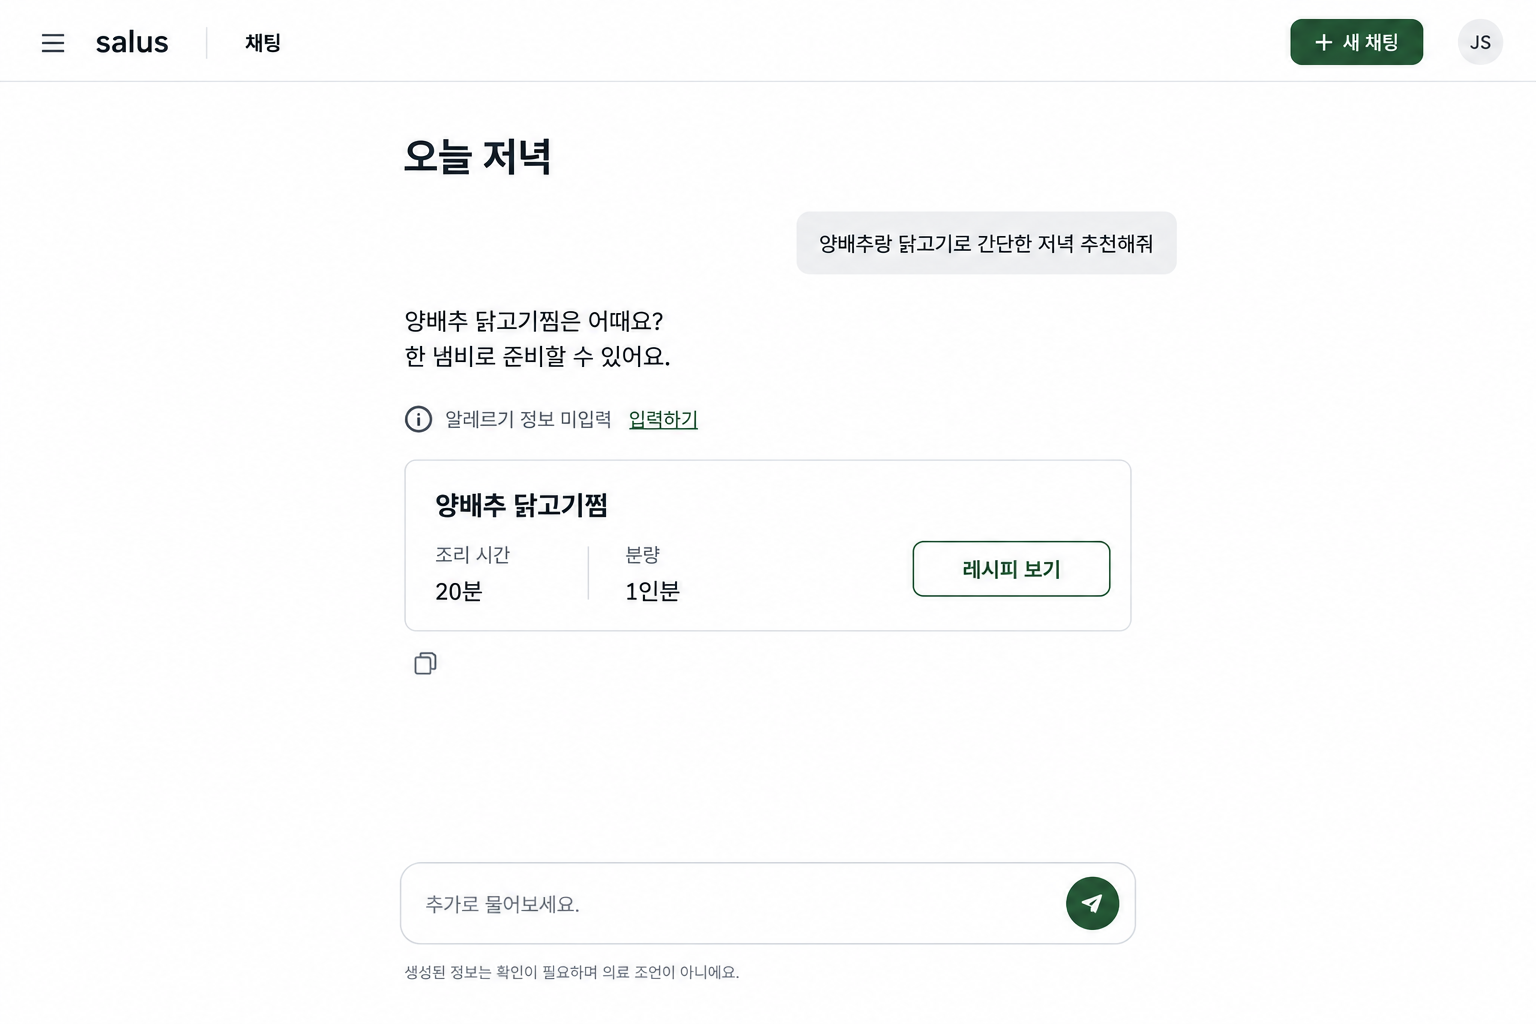 salus
채팅
+ 새 채팅
JS
오늘 저녁
양배추랑 닭고기로 간단한 저녁 추천해줘
양배추 닭고기찜은 어때요?
한 냄비로 준비할 수 있어요.
알레르기 정보 미입력 입력하기
양배추 닭고기찜
조리 시간
20분
분량
1인분
레시피 보기
추가로 물어보세요.
생성된 정보는 확인이 필요하며 의료 조언이 아니에요.